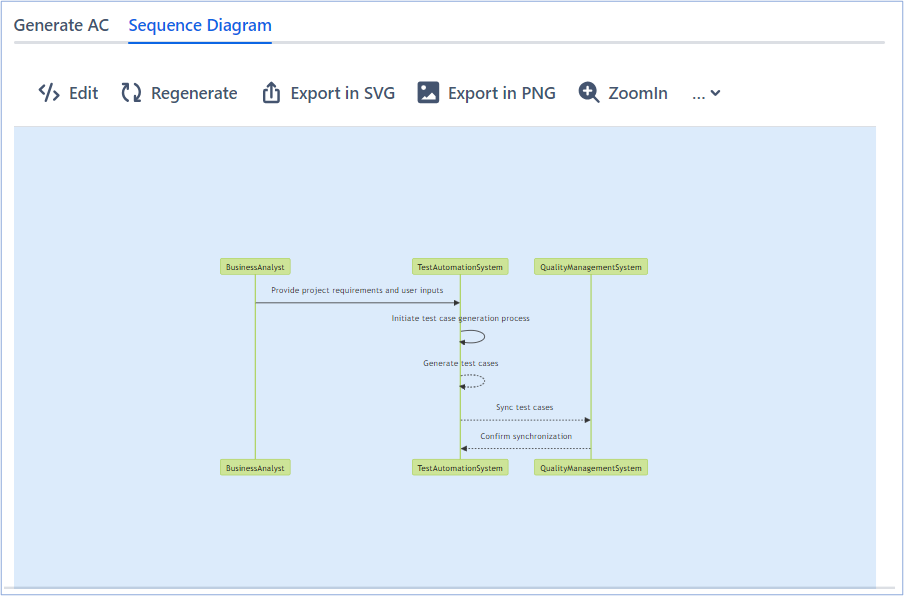 Generate AC Sequence Diagram
Edit Regenerate Export in SVG Export in PNG ZoomIn ...
BusinessAnalyst TestAutomationSystem QualityManagementSystem
Provide project requirements and user inputs
Initiate test case generation process
Generate test cases
Sync test cases
Confirm synchronization
BusinessAnalyst TestAutomationSystem QualityManagementSystem